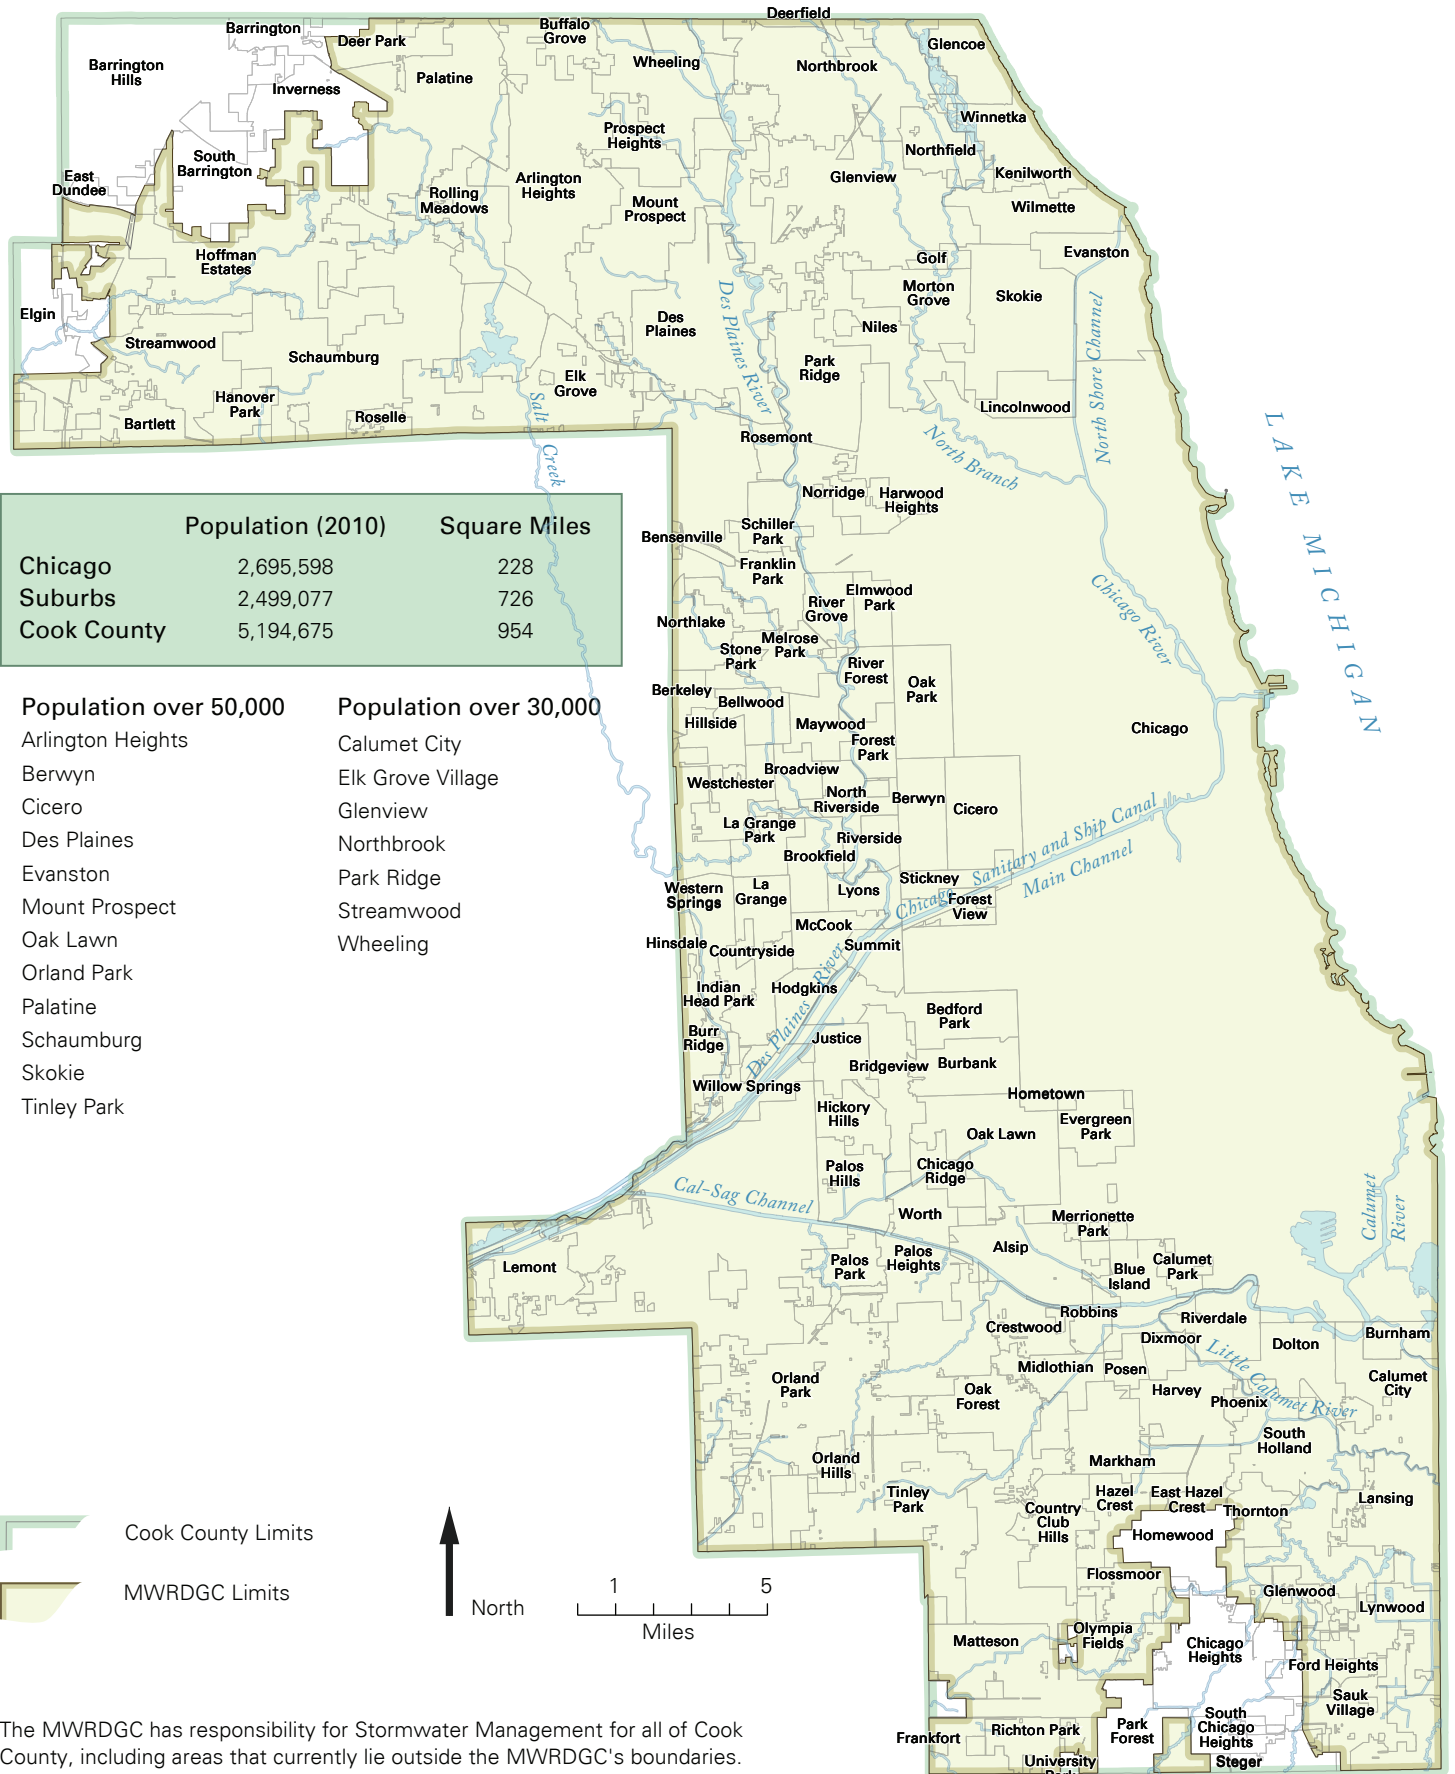 Deerfield
Barrington
Deer Park
Buffalo
Grove
Glencoe
Barrington
Hills
Wheeling
Northbrook
Palatine
Inverness
Winnetka
Prospect
Heights
Northfield
South
Barrington
East
Dundee
Arlington
Heights
Glenview
Kenilworth
Rolling
Meadows
Mount
Prospect
Wilmette
Hoffman
Estates
Golf
Evanston
Morton
Grove
Skokie
Elgin
Des
Plaines
Niles
Streamwood
Schaumburg
Park
Ridge
Elk
Grove
Hanover
Park
Bartlett
Roselle
Lincolnwood
Des Plaines River
North Shore Channel
Salt
Creek
Rosemont
North Branch
LAKE MICHIGAN
Norridge
Harwood
Heights
Population (2010)
Square Miles
Chicago 2,695,598 228
Suburbs 2,499,077 726
Cook County 5,194,675 954
Bensenville
Schiller
Park
Franklin
Park
Elmwood
Park
River
Grove
Northlake
Melrose
Park
Stone
Park
River
Forest
Oak
Park
Chicago River
Berkeley
Bellwood
Hillside
Maywood
Forest
Park
Chicago
Broadview
Westchester
North
Riverside
Berwyn
Cicero
La Grange
Park
Riverside
Brookfield
Chicago Sanitary and Ship Canal
Main Channel
Western
Springs
La
Grange
Lyons
Stickney
Forest
View
McCook
Hinsdale
Countryside
Summit
Indian
Head Park
Hodgkins
Des Plaines River
Bedford
Park
Burr
Ridge
Justice
Bridgeview
Burbank
Willow Springs
Hometown
Hickory
Hills
Evergreen
Park
Oak Lawn
Palos
Hills
Chicago
Ridge
Population over 50,000
Arlington Heights
Berwyn
Cicero
Des Plaines
Evanston
Mount Prospect
Oak Lawn
Orland Park
Palatine
Schaumburg
Skokie
Tinley Park
Population over 30,000
Calumet City
Elk Grove Village
Glenview
Northbrook
Park Ridge
Streamwood
Wheeling
Cal-Sag Channel
Calumet
River
Worth
Merrionette
Park
Lemont
Palos
Park
Palos
Heights
Alsip
Blue
Island
Calumet
Park
Robbins
Crestwood
Riverdale
Dixmoor
Dolton
Burnham
Little Calumet River
Midlothian
Posen
Orland
Park
Oak
Forest
Harvey
Phoenix
Calumet
City
South
Holland
Orland
Hills
Markham
Tinley
Park
Hazel
Crest
East Hazel
Crest
Country
Club
Hills
Thornton
Lansing
Homewood
Flossmoor
Glenwood
Lynwood
Matteson
Olympia
Fields
Chicago
Heights
Ford Heights
Sauk
Village
Frankfort
Richton Park
Park
Forest
South
Chicago
Heights
University
Park
Steger
Cook County Limits
MWRDGC Limits
North
1 5
Miles
The MWRDGC has responsibility for Stormwater Management for all of Cook
County, including areas that currently lie outside the MWRDGC's boundaries.